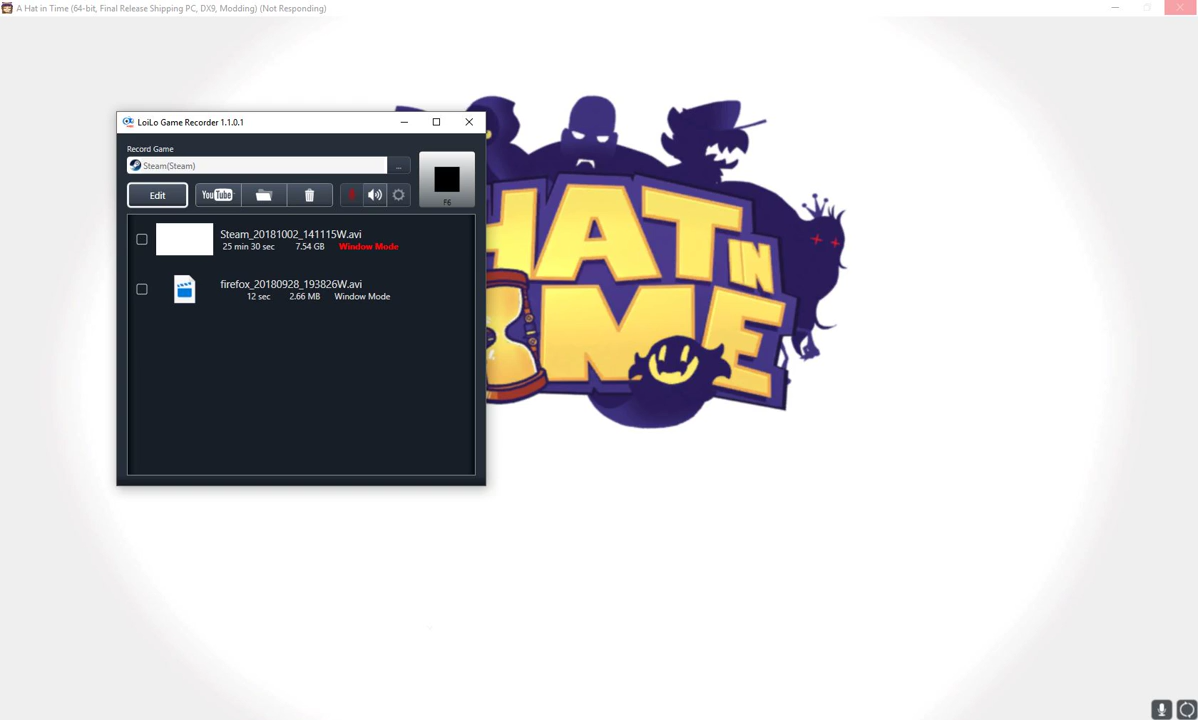 A Hat in Time (64-bit, Final Release Shipping PC, DX9, Modding) (Not Responding)
LoiLo Game Recorder 1.1.0.1
Record Game
Steam(Steam)
...
Edit
YouTube
F6
Steam_20181002_141115W.avi
25 min 30 sec 7.54 GB Window Mode
firefox_20180928_193826W.avi
12 sec 2.66 MB Window Mode
HAT
IN
ME